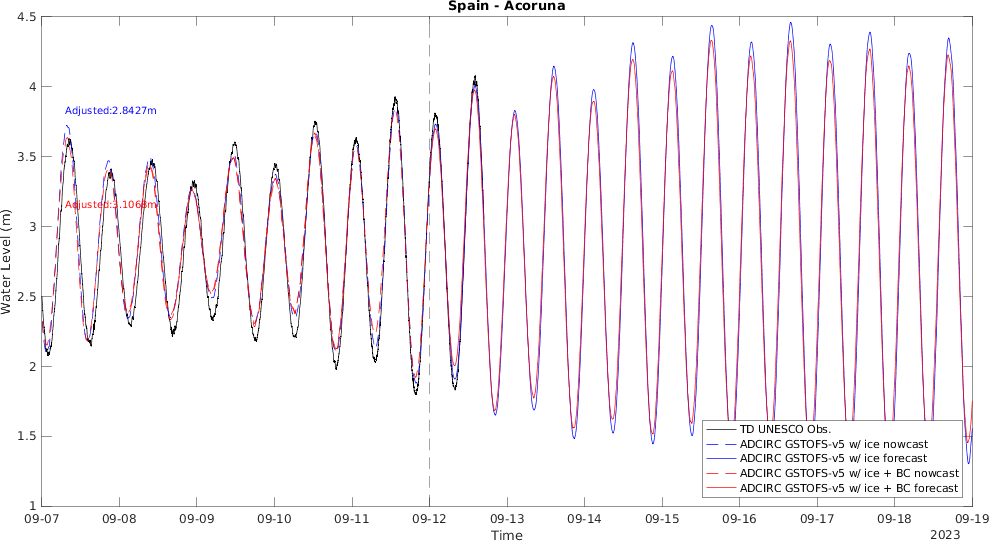 Spain - Acoruna
4.5
4
3.5
3
2.5
2
1.5
1
Water Level (m)
Adjusted:2.8427m
Adjusted:3.1068m
TD UNESCO Obs.
ADCIRC GSTOFS-v5 w/ ice nowcast
ADCIRC GSTOFS-v5 w/ ice forecast
ADCIRC GSTOFS-v5 w/ ice + BC nowcast
ADCIRC GSTOFS-v5 w/ ice + BC forecast
09-07 09-08 09-09 09-10 09-11 09-12 09-13 09-14 09-15 09-16 09-17 09-18 09-19
Time
2023